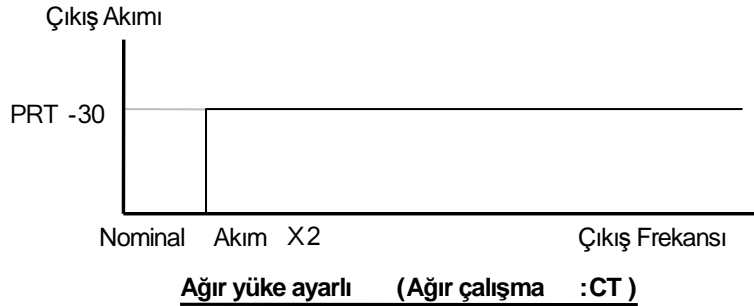 Çıkış Akımı
PRT -30
Nominal Akım X2 Çıkış Frekansı
Ağır yüke ayarlı (Ağır çalışma :CT )